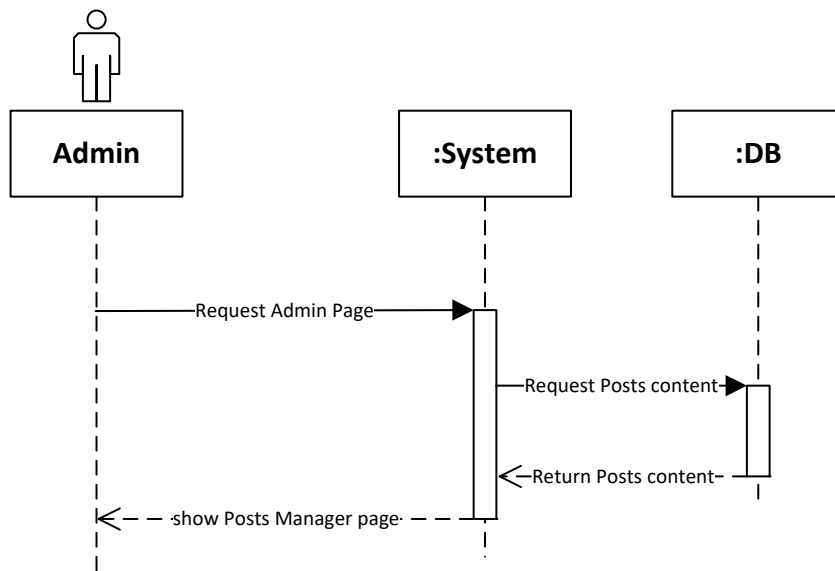 Admin
:System
:DB
Request Admin Page
Request Posts content
Return Posts content
show Posts Manager page